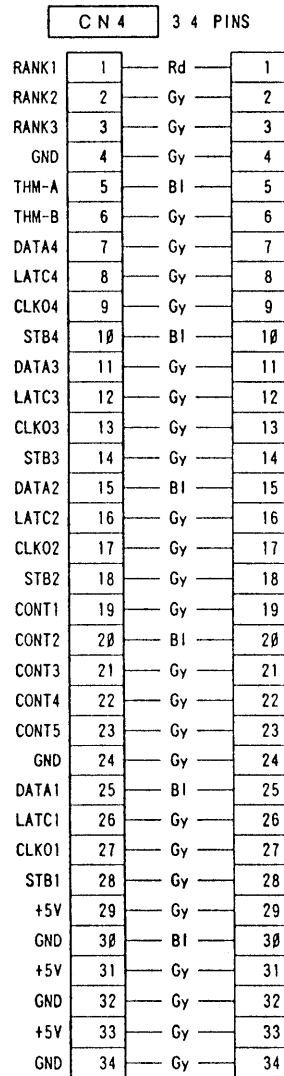 CN4 34 PINS
RANK1 1 Rd 1
RANK2 2 Gy 2
RANK3 3 Gy 3
GND 4 Gy 4
THM-A 5 Bl 5
THM-B 6 Gy 6
DATA4 7 Gy 7
LATC4 8 Gy 8
CLKO4 9 Gy 9
STB4 10 Bl 10
DATA3 11 Gy 11
LATC3 12 Gy 12
CLKO3 13 Gy 13
STB3 14 Gy 14
DATA2 15 Bl 15
LATC2 16 Gy 16
CLKO2 17 Gy 17
STB2 18 Gy 18
CONT1 19 Gy 19
CONT2 20 Bl 20
CONT3 21 Gy 21
CONT4 22 Gy 22
CONT5 23 Gy 23
GND 24 Gy 24
DATA1 25 Bl 25
LATC1 26 Gy 26
CLKO1 27 Gy 27
STB1 28 Gy 28
+5V 29 Gy 29
GND 30 Bl 30
+5V 31 Gy 31
GND 32 Gy 32
+5V 33 Gy 33
GND 34 Gy 34